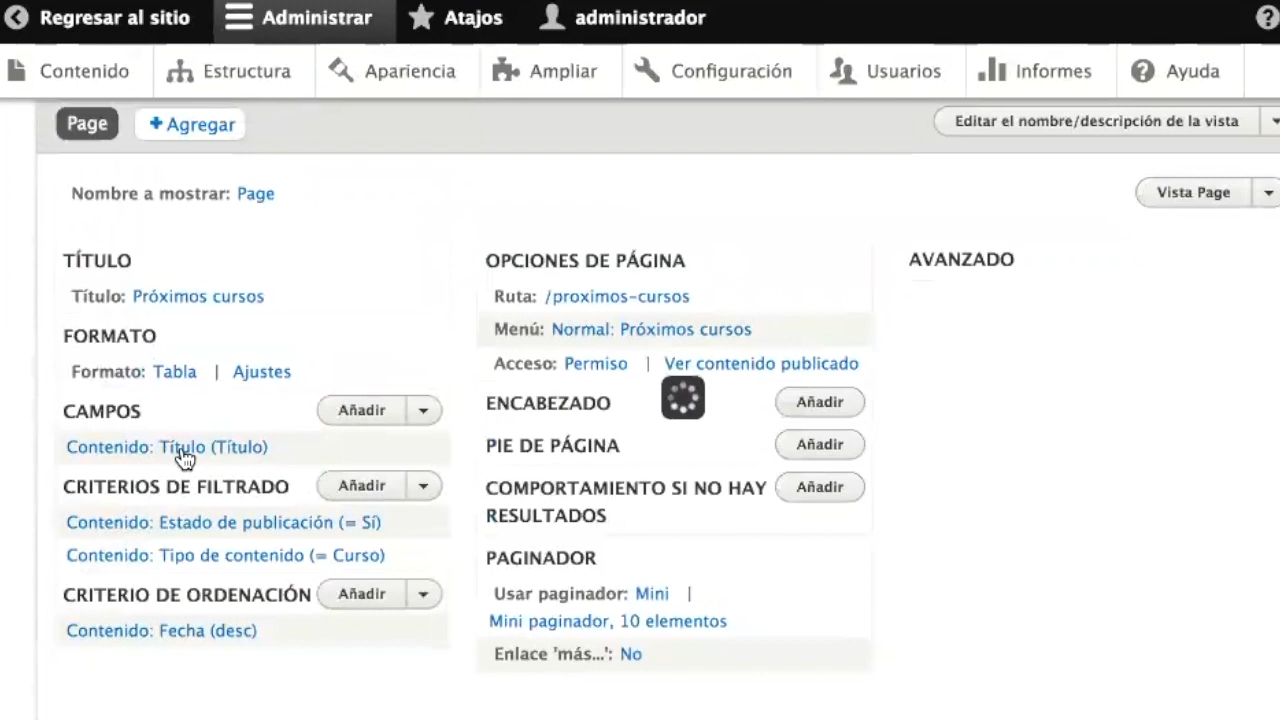 Regresar al sitio Administrar Atajos administrador
Contenido Estructura Apariencia Ampliar Configuración Usuarios Informes Ayuda
Page +Agregar Editar el nombre/descripción de la vista
Nombre a mostrar: Page Vista Page
TÍTULO
Título: Próximos cursos
FORMATO
Formato: Tabla | Ajustes
CAMPOS Añadir
Contenido: Título (Título)
CRITERIOS DE FILTRADO Añadir
Contenido: Estado de publicación (= Sí)
Contenido: Tipo de contenido (= Curso)
CRITERIO DE ORDENACIÓN Añadir
Contenido: Fecha (desc)
OPCIONES DE PÁGINA
Ruta: /proximos-cursos
Menú: Normal: Próximos cursos
Acceso: Permiso | Ver contenido publicado
ENCABEZADO Añadir
PIE DE PÁGINA Añadir
COMPORTAMIENTO SI NO HAY Añadir
RESULTADOS
PAGINADOR
Usar paginador: Mini |
Mini paginador, 10 elementos
Enlace 'más...': No
AVANZADO